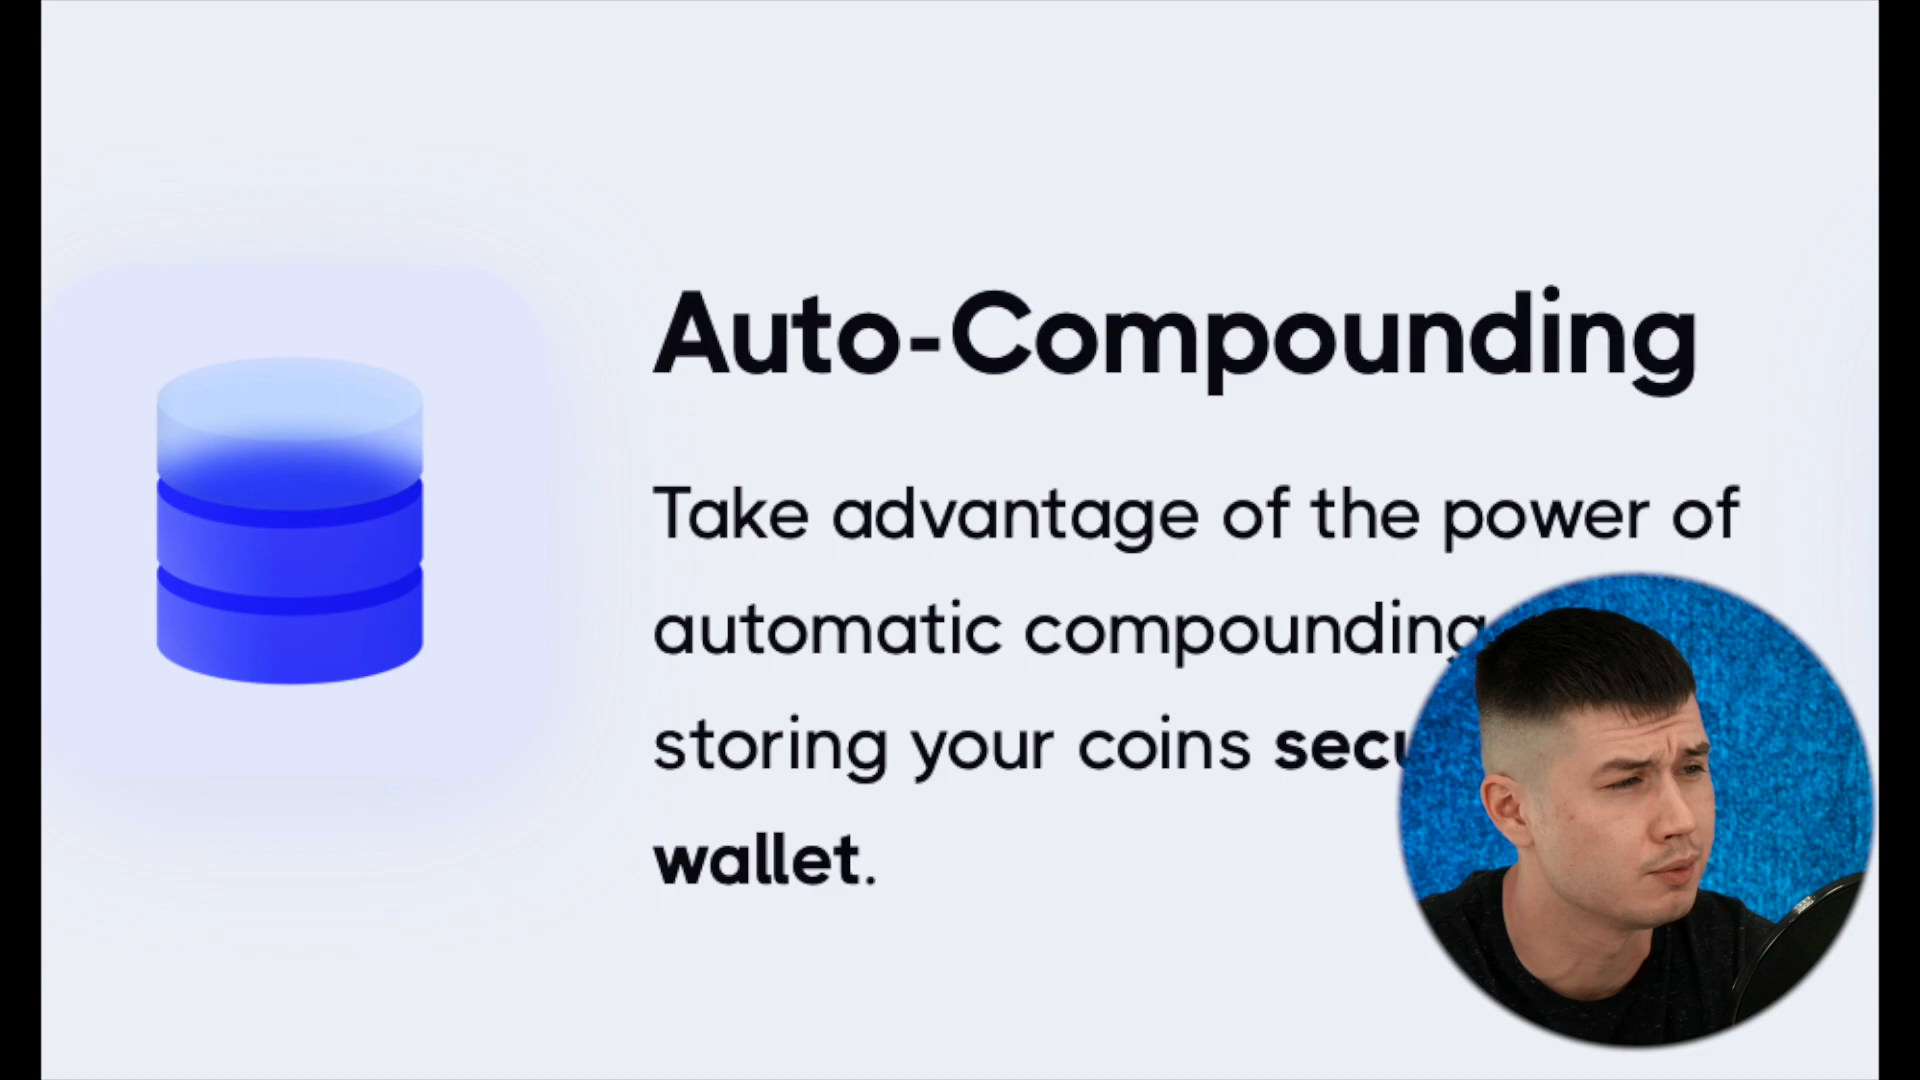 Auto-Compounding
Take advantage of the power of
automatic compounding
storing your coins
wallet.